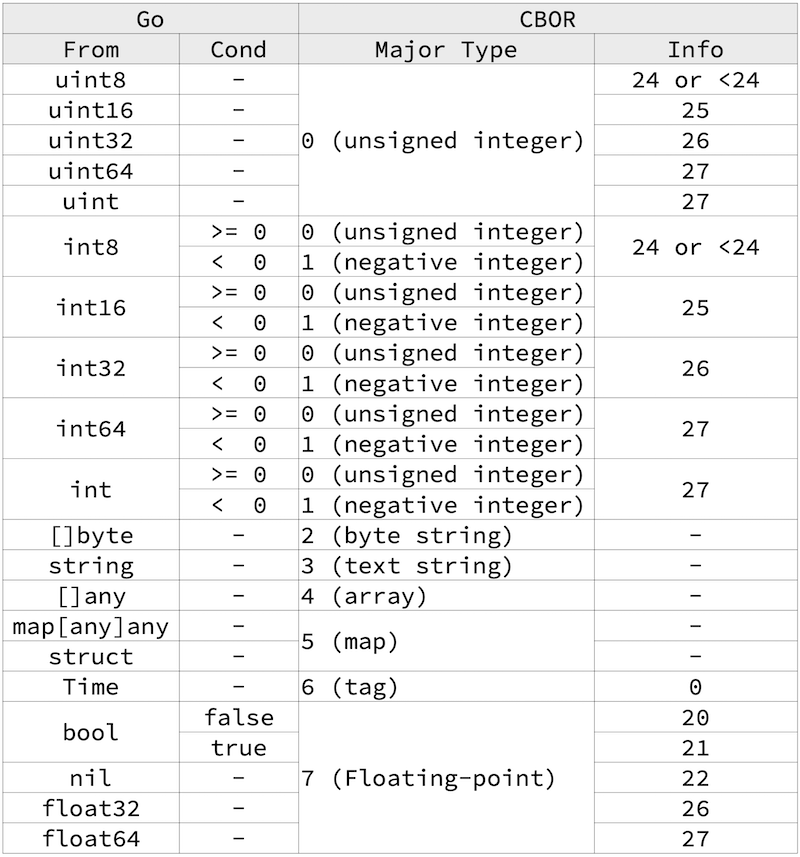 Go CBOR
From Cond Major Type Info
uint8 - 0 (unsigned integer) 24 or <24
uint16 - 25
uint32 - 26
uint64 - 27
uint - 27
int8 >= 0 0 (unsigned integer) 24 or <24
< 0 1 (negative integer)
int16 >= 0 0 (unsigned integer) 25
< 0 1 (negative integer)
int32 >= 0 0 (unsigned integer) 26
< 0 1 (negative integer)
int64 >= 0 0 (unsigned integer) 27
< 0 1 (negative integer)
int >= 0 0 (unsigned integer) 27
< 0 1 (negative integer)
[]byte - 2 (byte string) -
string - 3 (text string) -
[]any - 4 (array) -
map[any]any - 5 (map) -
struct - -
Time - 6 (tag) 0
bool false 7 (Floating-point) 20
true 21
nil - 22
float32 - 26
float64 - 27